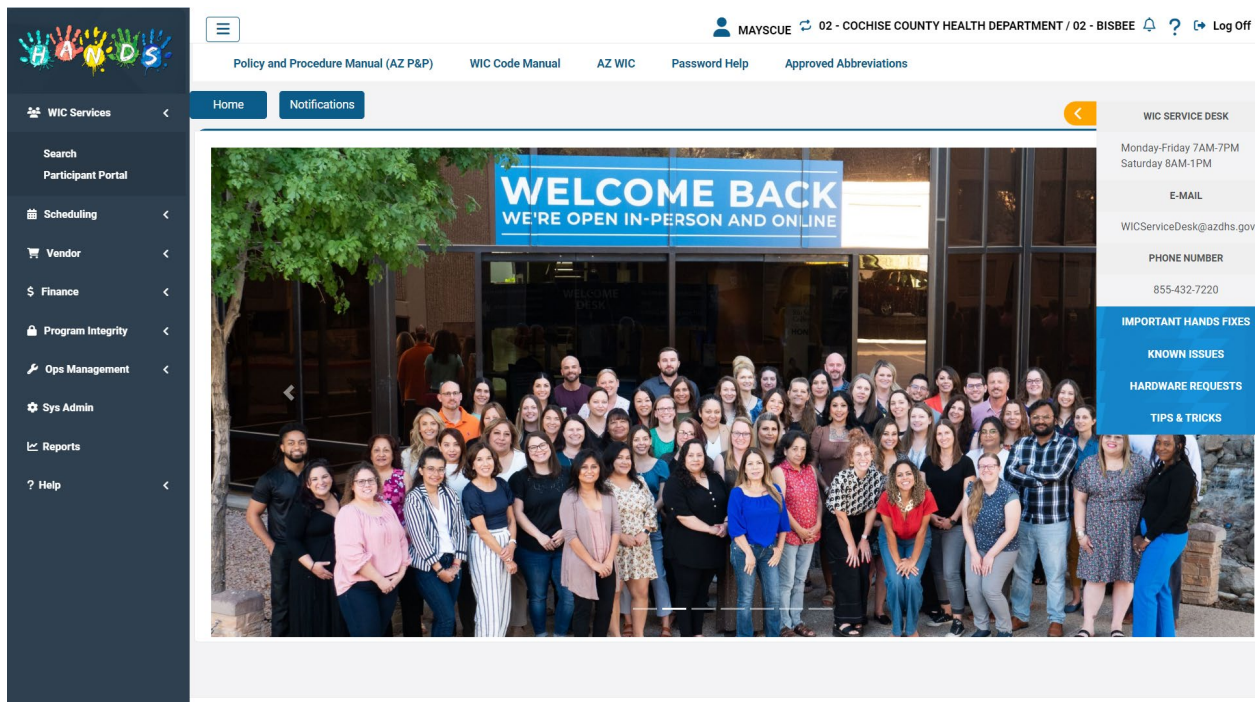 HANDS
MAYSCUE 02 - COCHISE COUNTY HEALTH DEPARTMENT / 02 - BISBEE ? Log Off
Policy and Procedure Manual (AZ P&P) WIC Code Manual AZ WIC Password Help Approved Abbreviations
WIC Services
Search
Participant Portal
Scheduling
Vendor
$ Finance
Program Integrity
Ops Management
Sys Admin
Reports
? Help
Home Notifications
WELCOME BACK
WE'RE OPEN IN-PERSON AND ONLINE
WELCOME
DESK
WIC SERVICE DESK
Monday-Friday 7AM-7PM
Saturday 8AM-1PM
E-MAIL
WICServiceDesk@azdhs.gov
PHONE NUMBER
855-432-7220
IMPORTANT HANDS FIXES
KNOWN ISSUES
HARDWARE REQUESTS
TIPS & TRICKS